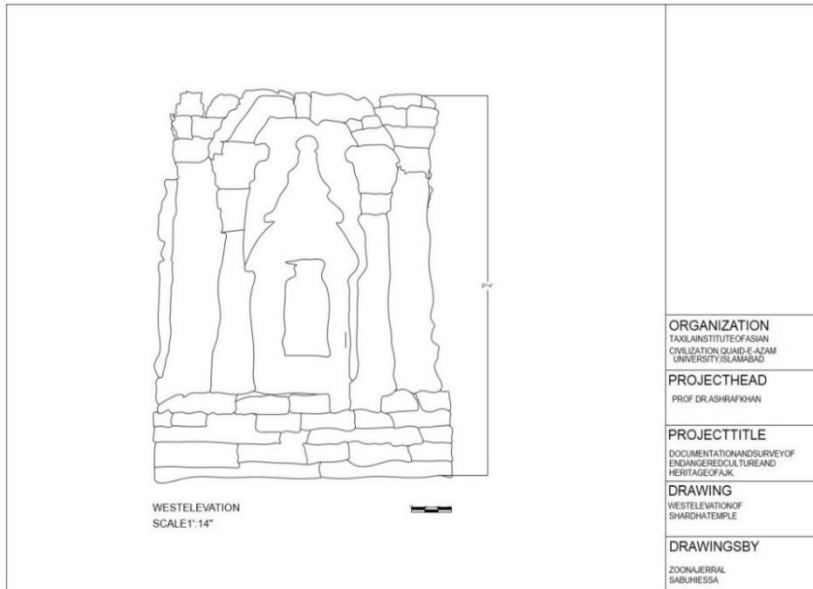 WESTELEVATION
SCALE1':14"
ORGANIZATION
TAXILAINSTITUTEOFASIAN
CIVILIZATION.QUAID-E-AZAM
UNIVERSITY.ISLAMABAD
PROJECTHEAD
PROF.DR.ASHRAFKHAN
PROJECTTITLE
DOCUMENTATIONANDSURVEYOF
ENDANGEREDCULTUREAND
HERITAGEOFAJK.
DRAWING
WESTELEVATIONOF
SHARDHATEMPLE
DRAWINGSBY
ZOONAJERRAL
SABUHIESSA